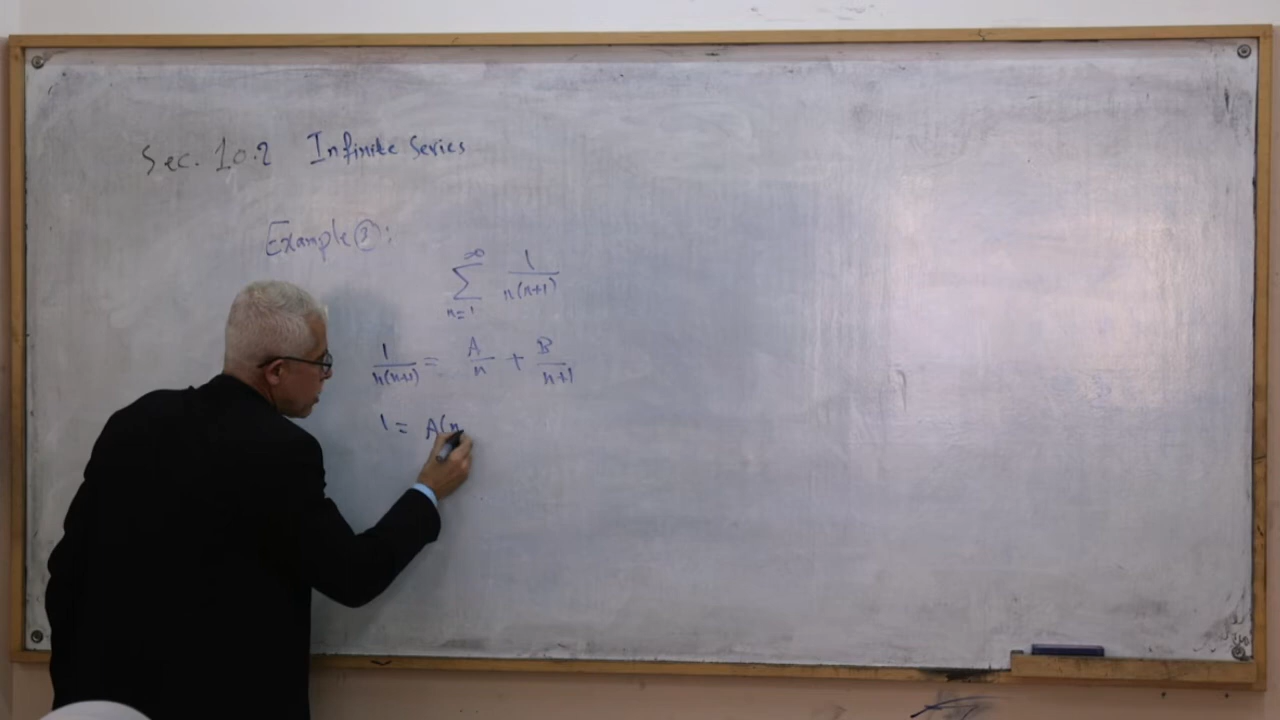 Sec. 10.2 Infinite Series
Example ③:
∞
∑ 1/n(n+1)
n=1
1/n(n+1) = A/n + B/n+1
1 = A(n